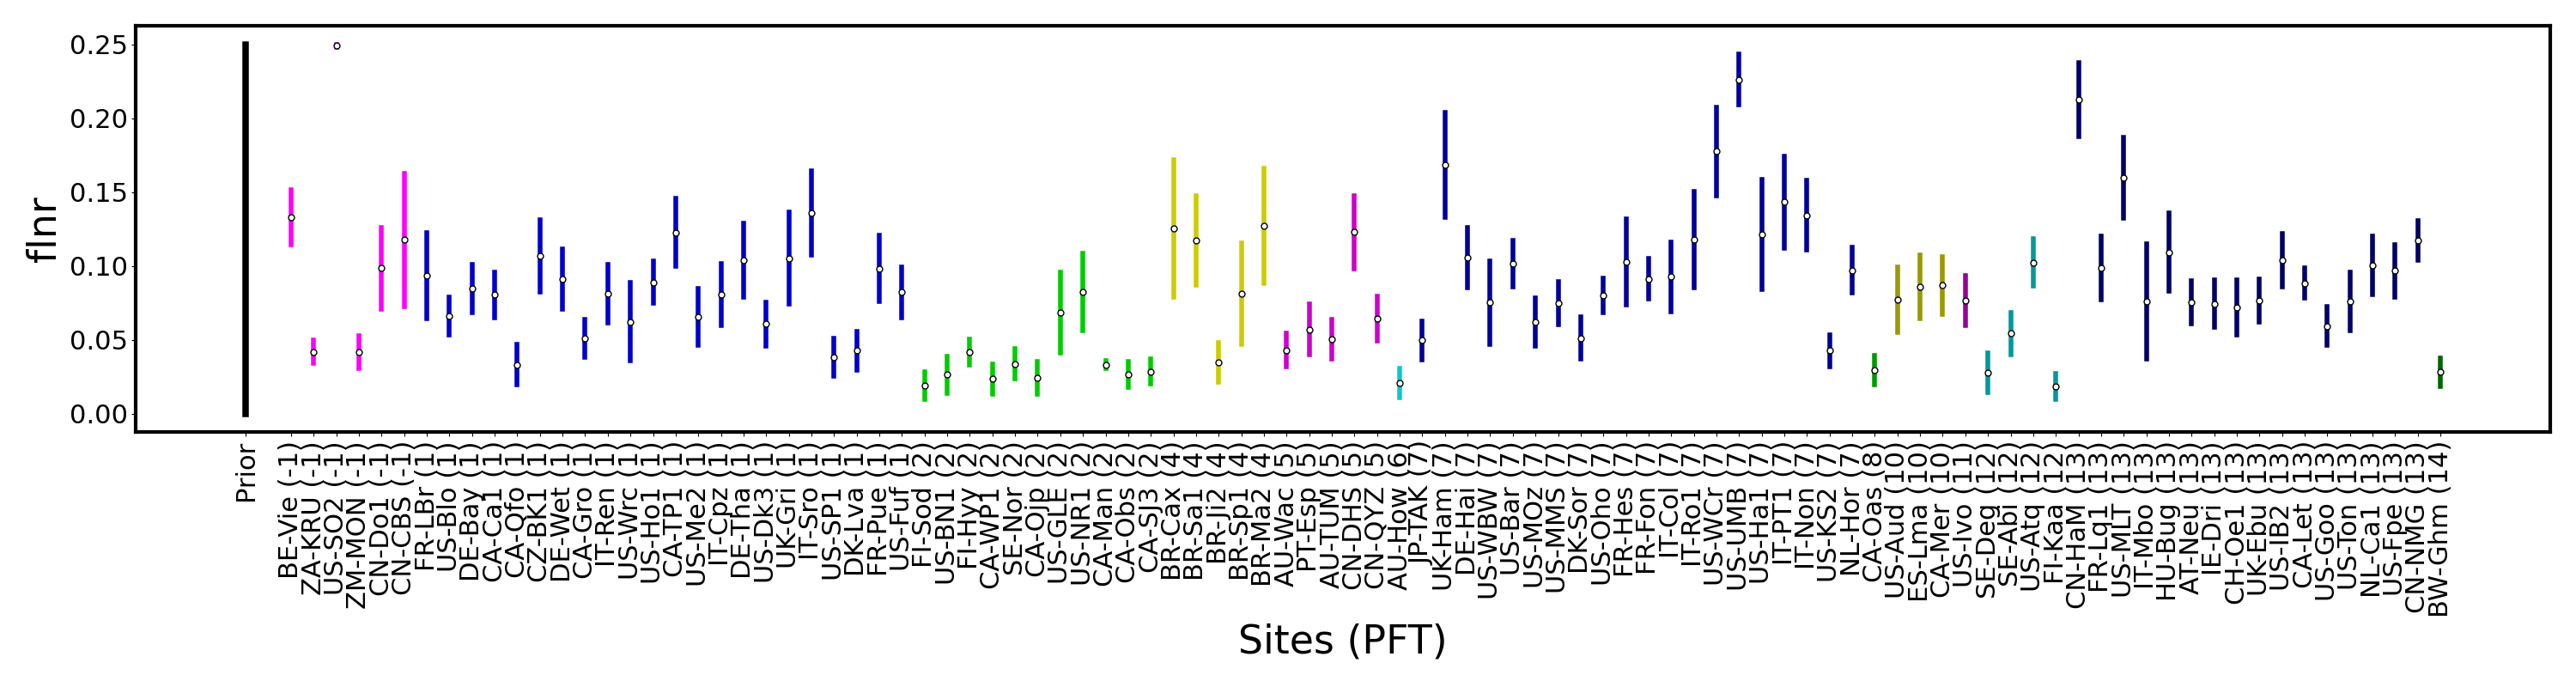 0.25
0.20
0.15
0.10
0.05
0.00
flnr
Prior
BE-Vie (-1)
ZA-KRU (-1)
US-SO2 (-1)
ZM-MON (-1)
CN-Do1 (-1)
CN-CBS (-1)
FR-LBr (1)
US-Blo (1)
DE-Bay (1)
CA-Ca1 (1)
CA-Qfo (1)
CZ-BK1 (1)
DE-Wet (1)
CA-Gro (1)
IT-Ren (1)
US-Wrc (1)
US-Ho1 (1)
CA-TP1 (1)
US-Me2 (1)
IT-Cpz (1)
DE-Tha (1)
US-Dk3 (1)
UK-Gri (1)
IT-Sro (1)
US-SP1 (1)
DK-Lva (1)
FR-Pue (1)
US-Fuf (1)
FI-Sod (2)
US-BN1 (2)
FI-Hyy (2)
CA-WP1 (2)
SE-Nor (2)
CA-Ojp (2)
US-GLE (2)
US-NR1 (2)
CA-Man (2)
CA-Obs (2)
CA-SJ3 (2)
BR-Cax (4)
BR-Sa1 (4)
BR-Ji2 (4)
BR-Sp1 (4)
BR-Ma2 (4)
AU-Wac (5)
PT-Esp (5)
AU-TUM (5)
CN-DHS (5)
CN-QYZ (5)
AU-How (6)
JP-TAK (7)
UK-Ham (7)
DE-Hai (7)
US-WBW (7)
US-Bar (7)
US-MOz (7)
US-MMS (7)
DK-Sor (7)
US-Oho (7)
FR-Hes (7)
FR-Fon (7)
IT-Col (7)
IT-Ro1 (7)
US-WCr (7)
US-UMB (7)
US-Ha1 (7)
IT-PT1 (7)
IT-Non (7)
US-KS2 (7)
NL-Hor (7)
CA-Oas (8)
US-Aud (10)
ES-Lma (10)
CA-Mer (10)
US-Ivo (11)
SE-Deg (12)
SE-Abi (12)
US-Atq (12)
FI-Kaa (12)
CN-HaM (13)
FR-Lq1 (13)
US-MLT (13)
IT-Mbo (13)
HU-Bug (13)
AT-Neu (13)
IE-Dri (13)
CH-Oe1 (13)
UK-Ebu (13)
US-IB2 (13)
CA-Let (13)
US-Goo (13)
US-Ton (13)
NL-Ca1 (13)
US-Fpe (13)
CN-NMG (13)
BW-Ghm (14)
Sites (PFT)